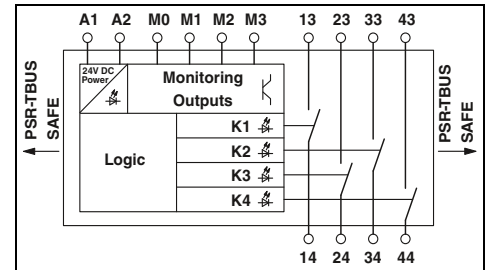 A1 A2 M0 M1 M2 M3 13 23 33 43
24V DC
Power
Monitoring
Outputs
PSR-TBUS
SAFE
PSR-TBUS
SAFE
K1
K2
Logic
K3
K4
14 24 34 44